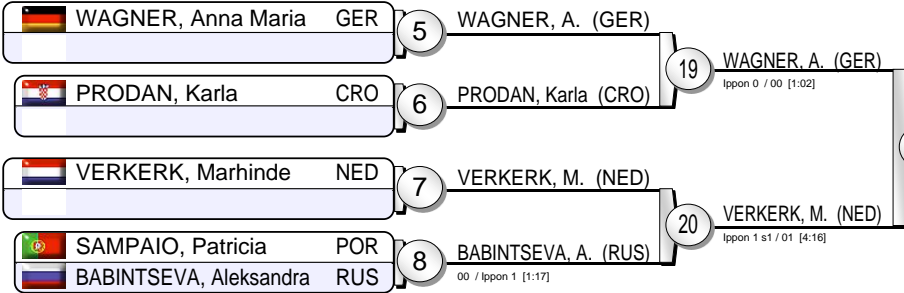 WAGNER, Anna Maria GER
5
WAGNER, A. (GER)
PRODAN, Karla CRO
6
PRODAN, Karla (CRO)
19
WAGNER, A. (GER)
Ippon 0 / 00 [1:02]
VERKERK, Marhinde NED
7
VERKERK, M. (NED)
SAMPAIO, Patricia POR
BABINTSEVA, Aleksandra RUS
8
BABINTSEVA, A. (RUS)
00 / Ippon 1 [1:17]
20
VERKERK, M. (NED)
Ippon 1 s1 / 01 [4:16]